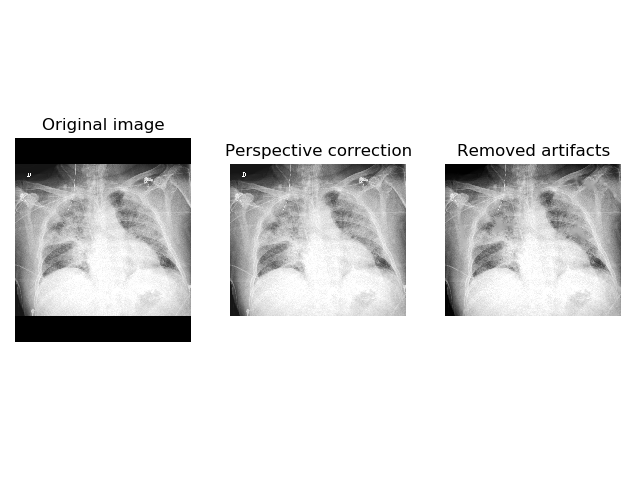 Original image
Perspective correction
Removed artifacts
D
D